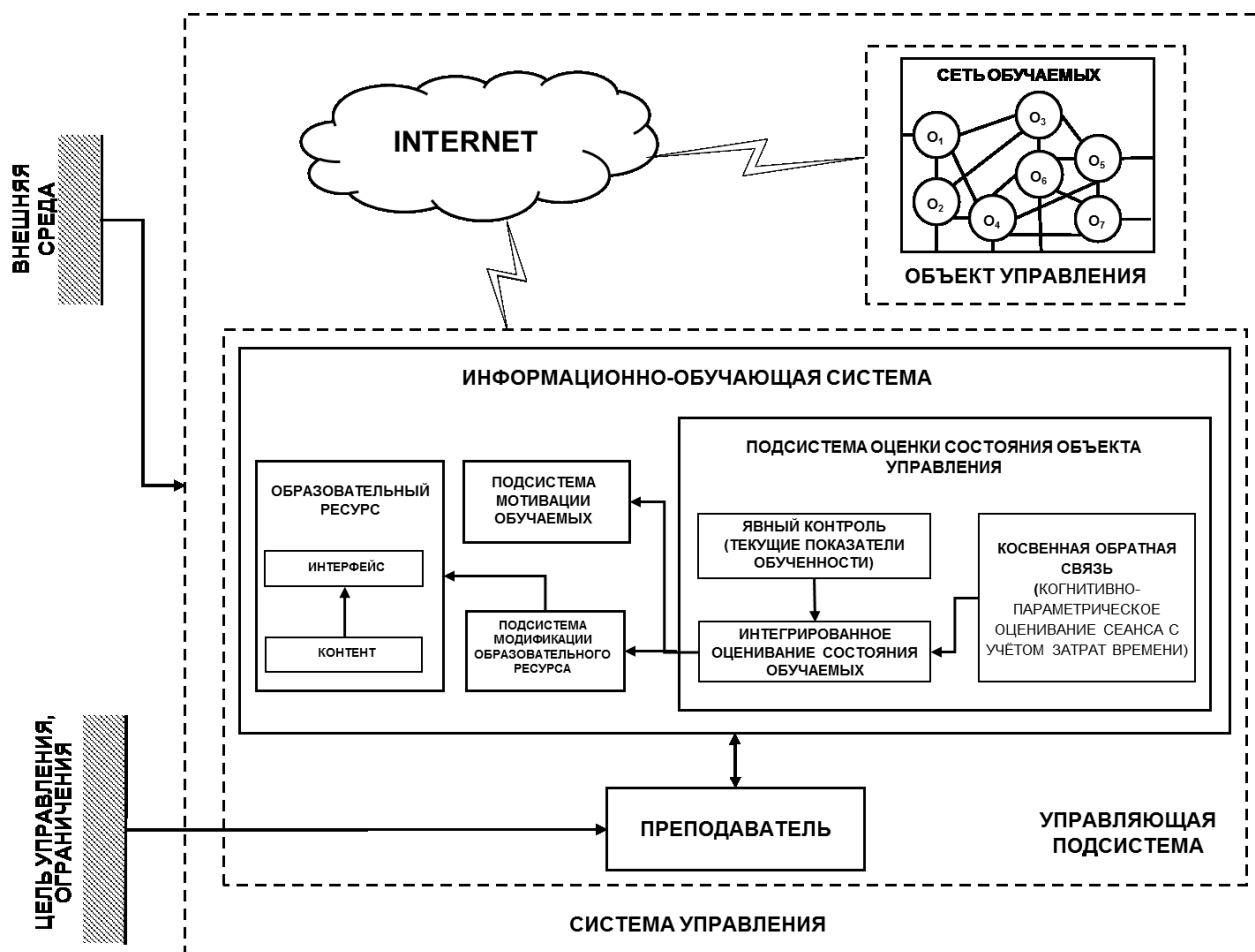 ВНЕШНЯЯ
СРЕДА
INTERNET
СЕТЬ ОБУЧАЕМЫХ
O1
O3
O5
O6
O2
O4
O7
ОБЪЕКТ УПРАВЛЕНИЯ
ИНФОРМАЦИОННО-ОБУЧАЮЩАЯ СИСТЕМА
ОБРАЗОВАТЕЛЬНЫЙ
РЕСУРС
ИНТЕРФЕЙС
КОНТЕНТ
ПОДСИСТЕМА
МОТИВАЦИИ
ОБУЧАЕМЫХ
ПОДСИСТЕМА
МОДИФИКАЦИИ
ОБРАЗОВАТЕЛЬНОГО
РЕСУРСА
ПОДСИСТЕМА ОЦЕНКИ СОСТОЯНИЯ ОБЪЕКТА
УПРАВЛЕНИЯ
ЯВНЫЙ КОНТРОЛЬ
(ТЕКУЩИЕ ПОКАЗАТЕЛИ
ОБУЧЕННОСТИ)
ИНТЕГРИРОВАННОЕ
ОЦЕНИВАНИЕ СОСТОЯНИЯ
ОБУЧАЕМЫХ
КОСВЕННАЯ ОБРАТНАЯ
СВЯЗЬ
(КОГНИТИВНО-
ПАРАМЕТРИЧЕСКОЕ
ОЦЕНИВАНИЕ СЕАНСА С
УЧЁТОМ ЗАТРАТ ВРЕМЕНИ)
ЦЕЛЬ УПРАВЛЕНИЯ,
ОГРАНИЧЕНИЯ
ПРЕПОДАВАТЕЛЬ
УПРАВЛЯЮЩАЯ
ПОДСИСТЕМА
СИСТЕМА УПРАВЛЕНИЯ